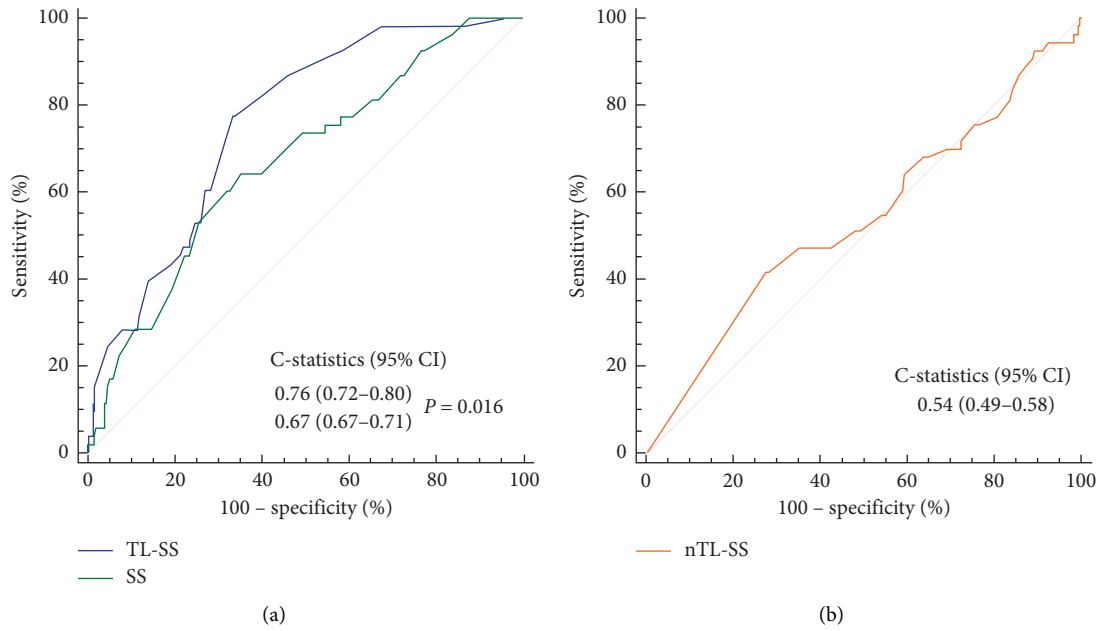 100
80
60
40
20
0
Sensitivity (%)
C-statistics (95% CI)
0.76 (0.72–0.80)
0.67 (0.67–0.71)
P = 0.016
0 20 40 60 80 100
100 – specificity (%)
TL-SS
SS
(a)
100
80
60
40
20
0
Sensitivity (%)
C-statistics (95% CI)
0.54 (0.49–0.58)
0 20 40 60 80 100
100 – specificity (%)
nTL-SS
(b)